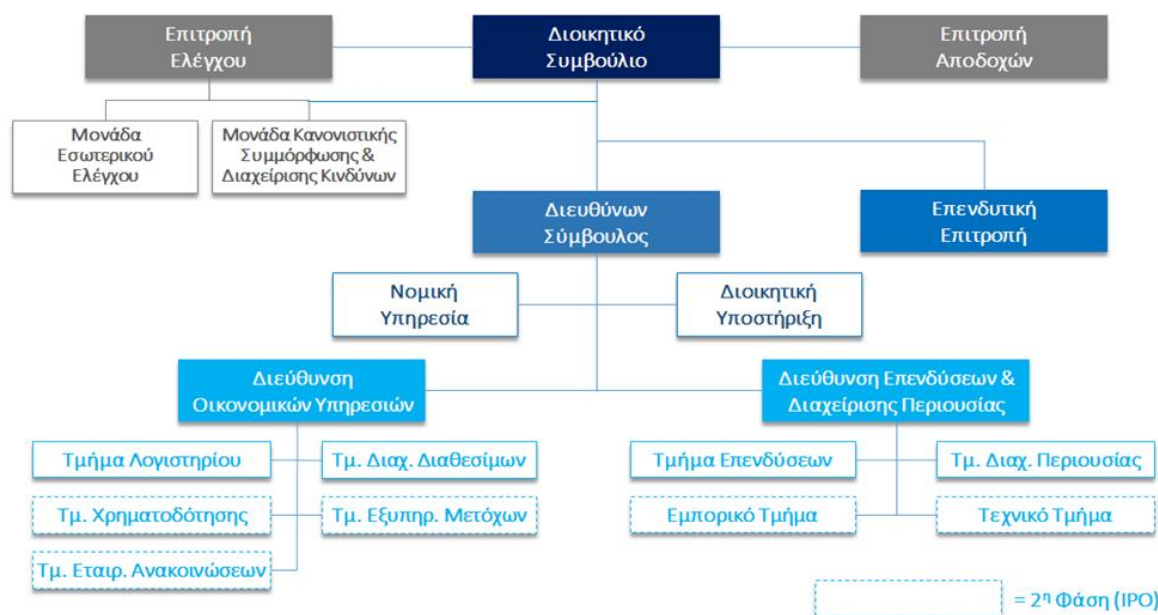 Επιτροπή
Ελέγχου
Διοικητικό
Συμβούλιο
Επιτροπή
Αποδοχών
Μονάδα
Εσωτερικού
Ελέγχου
Μονάδα Κανονιστικής
Συμμόρφωσης &
Διαχείρισης Κινδύνων
Διευθύνων
Σύμβουλος
Επενδυτική
Επιτροπή
Νομική
Υπηρεσία
Διοικητική
Υποστήριξη
Διεύθυνση
Οικονομικών Υπηρεσιών
Διεύθυνση Επενδύσεων &
Διαχείρισης Περιουσίας
Τμήμα Λογιστηρίου
Τμ. Διαχ. Διαθεσίμων
Τμ. Χρηματοδότησης
Τμ. Εξυπηρ. Μετόχων
Τμ. Εταιρ. Ανακοινώσεων
Τμήμα Επενδύσεων
Τμ. Διαχ. Περιουσίας
Εμπορικό Τμήμα
Τεχνικό Τμήμα
= 2η Φάση (IPO)